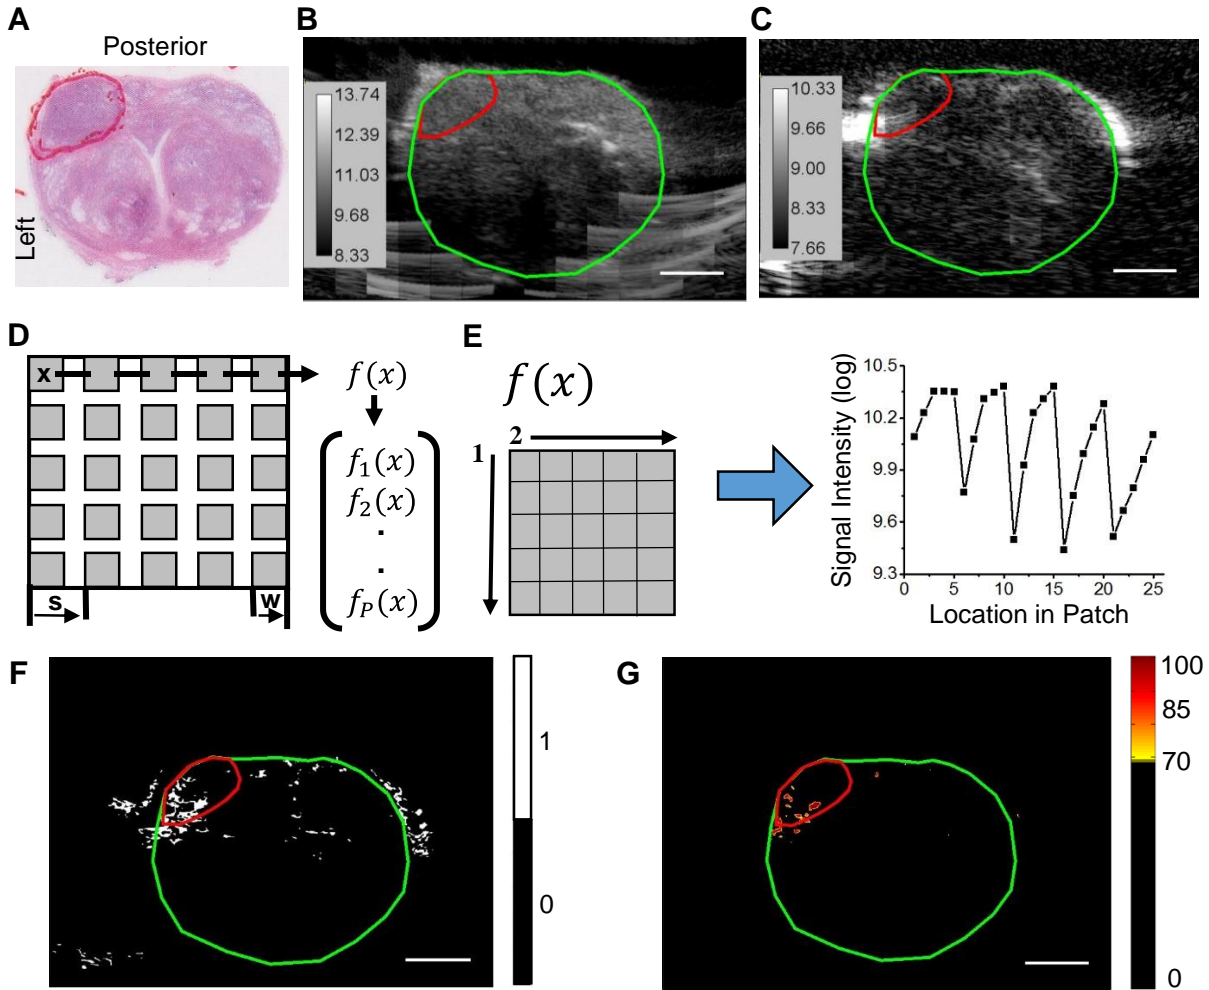 A
Posterior
Left
B
13.74
12.39
11.03
9.68
8.33
C
10.33
9.66
9.00
8.33
7.66
D
x
s
w
f(x)
f₁(x)
f₂(x)
.
.
f_P(x)
E
f(x)
2
1
Signal Intensity (log)
10.5
10.2
9.9
9.6
9.3
0 5 10 15 20 25
Location in Patch
F
1
0
G
100
85
70
0